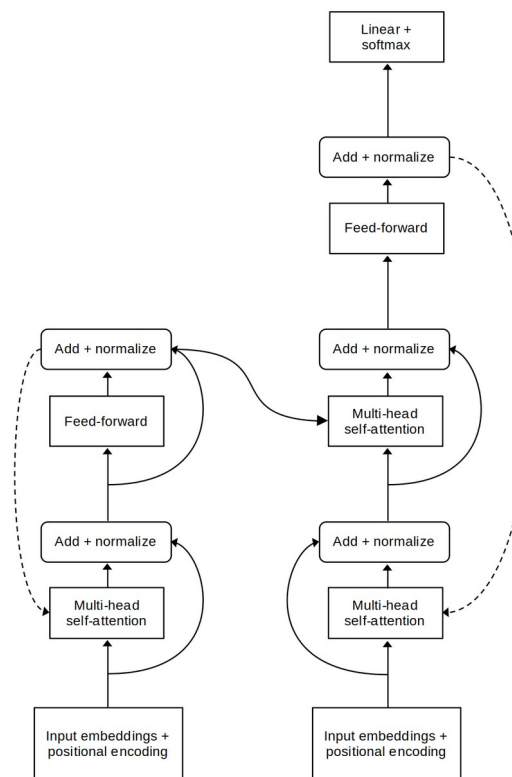 Linear +
softmax
Add + normalize
Feed-forward
Add + normalize
Multi-head
self-attention
Add + normalize
Multi-head
self-attention
Input embeddings +
positional encoding
Add + normalize
Feed-forward
Add + normalize
Multi-head
self-attention
Input embeddings +
positional encoding